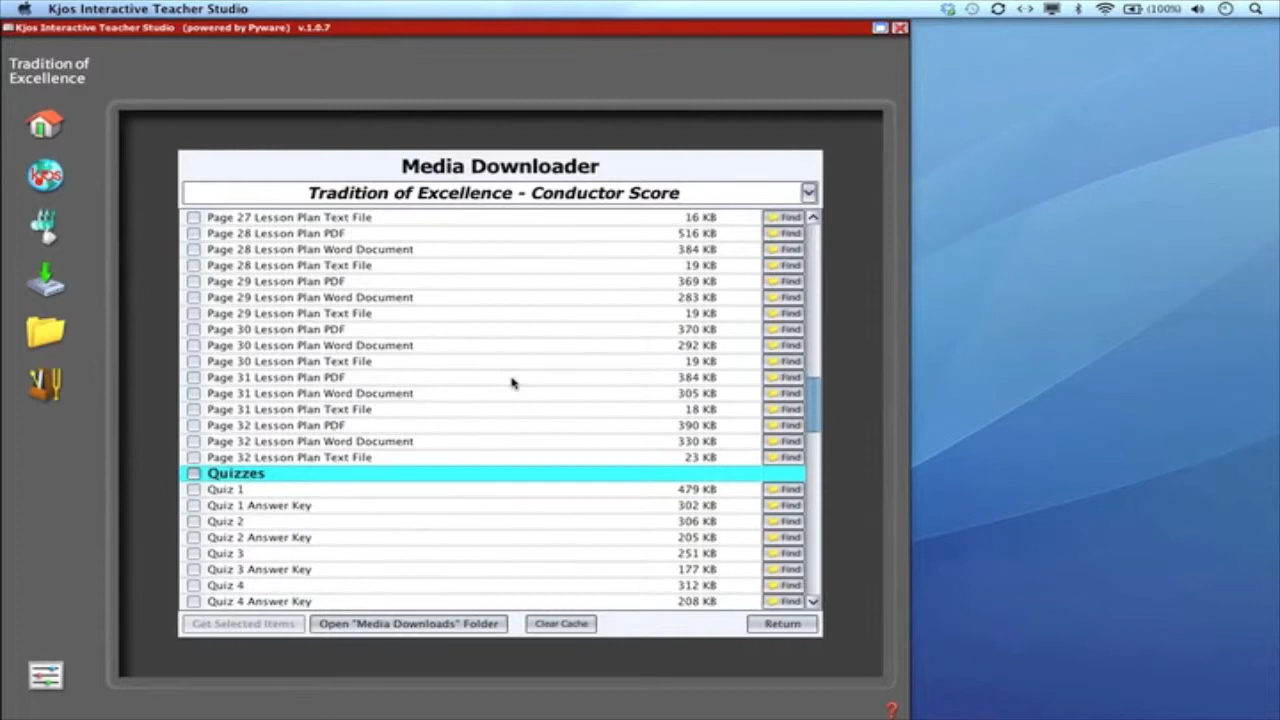 Kjos Interactive Teacher Studio
(100%)
Kjos Interactive Teacher Studio (powered by Pyware) v.1.0.7
Tradition of
Excellence
kjos
Media Downloader
Tradition of Excellence - Conductor Score
Page 27 Lesson Plan Text File 16 KB Find
Page 28 Lesson Plan PDF 516 KB Find
Page 28 Lesson Plan Word Document 384 KB Find
Page 28 Lesson Plan Text File 19 KB Find
Page 29 Lesson Plan PDF 369 KB Find
Page 29 Lesson Plan Word Document 283 KB Find
Page 29 Lesson Plan Text File 19 KB Find
Page 30 Lesson Plan PDF 370 KB Find
Page 30 Lesson Plan Word Document 292 KB Find
Page 30 Lesson Plan Text File 19 KB Find
Page 31 Lesson Plan PDF 384 KB Find
Page 31 Lesson Plan Word Document 305 KB Find
Page 31 Lesson Plan Text File 18 KB Find
Page 32 Lesson Plan PDF 390 KB Find
Page 32 Lesson Plan Word Document 330 KB Find
Page 32 Lesson Plan Text File 23 KB Find
Quizzes
Quiz 1 479 KB Find
Quiz 1 Answer Key 302 KB Find
Quiz 2 306 KB Find
Quiz 2 Answer Key 205 KB Find
Quiz 3 251 KB Find
Quiz 3 Answer Key 177 KB Find
Quiz 4 312 KB Find
Quiz 4 Answer Key 208 KB Find
Get Selected Items Open "Media Downloads" Folder Clear Cache Return
?